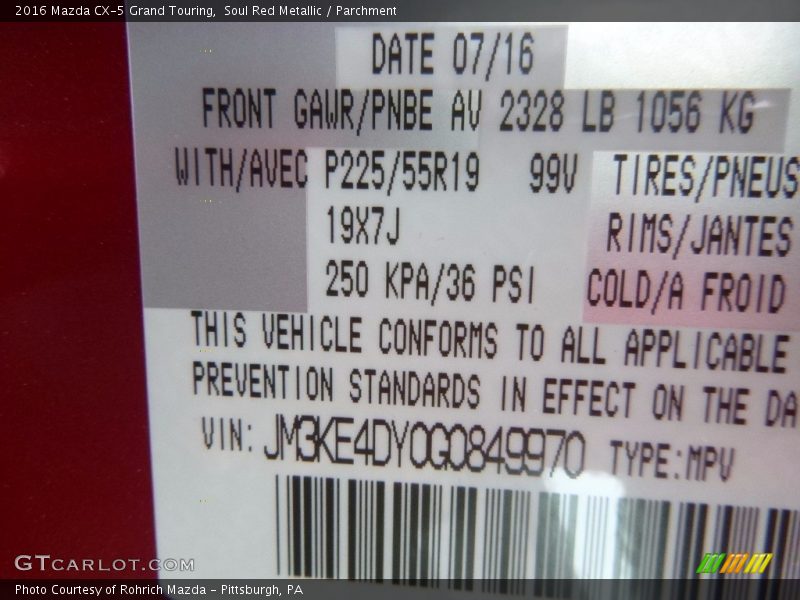 2016 Mazda CX-5 Grand Touring,  Soul Red Metallic / Parchment
DATE 07/16
FRONT GAWR/PNBE AV 2328 LB 1056 KG
WITH/AVEC P225/55R19 99V TIRES/PNEUS
19X7J RIMS/JANTES
250 KPA/36 PSI COLD/A FROID
THIS VEHICLE CONFORMS TO ALL APPLICABLE
PREVENTION STANDARDS IN EFFECT ON THE DA
VIN: JM3KE4DY0G0849970 TYPE:MPV
GTCARLOT.COM
Photo Courtesy of Rohrich Mazda - Pittsburgh, PA